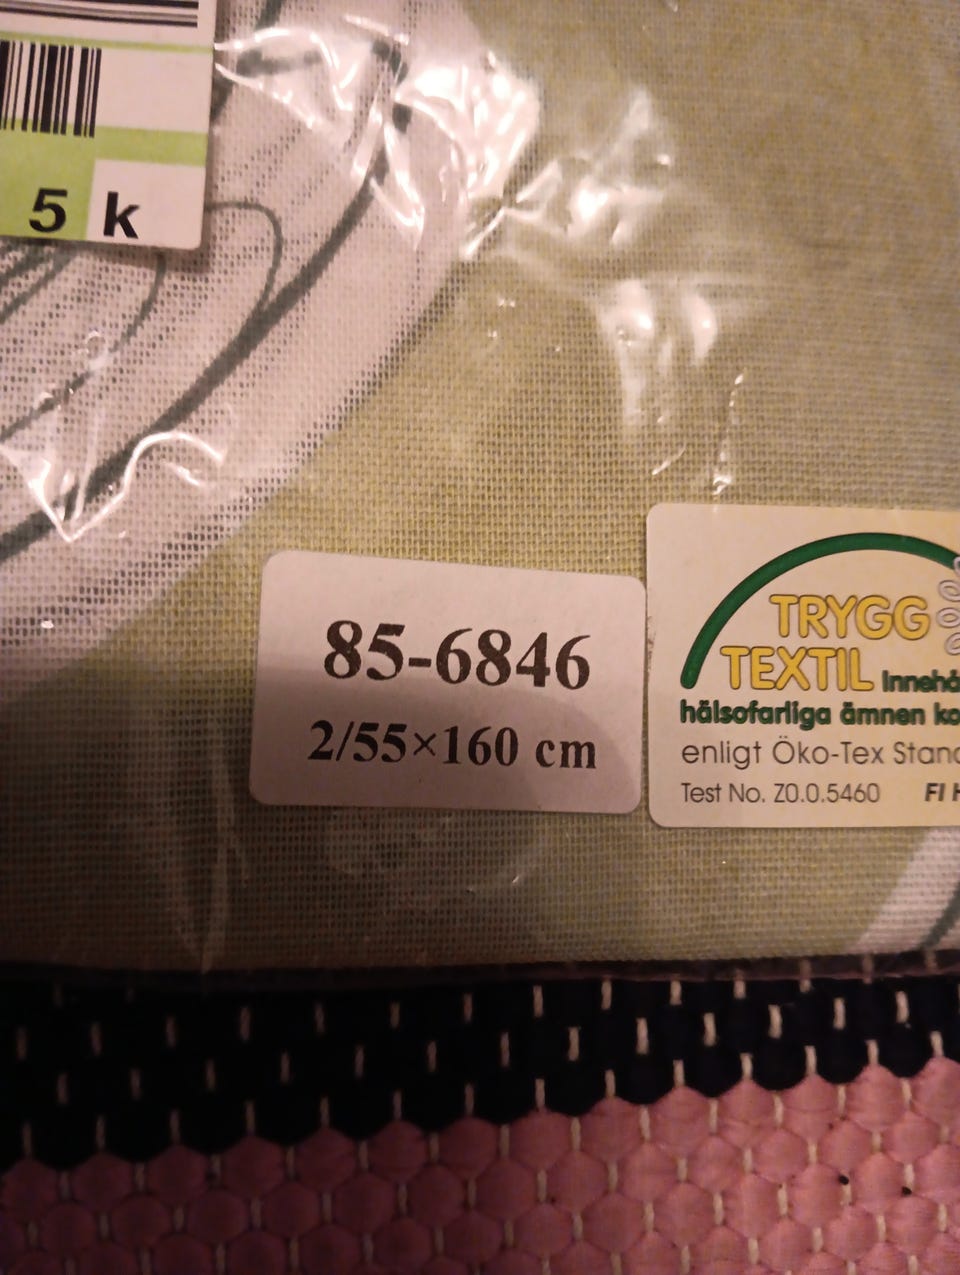 5 k
85-6846
2/55×160 cm
TRYGG
TEXTIL
hälsofarliga ämnen
enligt Öko-Tex
Test No. Z0.0.5460 FI